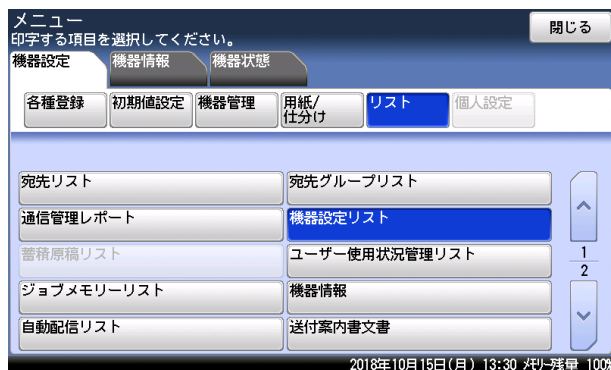 メニュー
印字する項目を選択してください。
閉じる
機器設定
機器情報
機器状態
各種登録
初期値設定
機器管理
用紙/
仕分け
リスト
個人設定
宛先リスト
宛先グループリスト
通信管理レポート
機器設定リスト
蓄積原稿リスト
ユーザー使用状況管理リスト
ジョブメモリーリスト
機器情報
自動配信リスト
送付案内書文書
1
2
2018年10月15日(月) 13:30 メモリー残量 100%